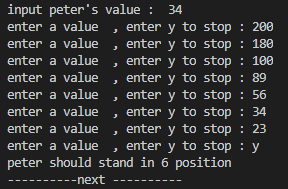 input peter's value :  34
enter a value  , enter y to stop : 200
enter a value  , enter y to stop : 180
enter a value  , enter y to stop : 100
enter a value  , enter y to stop : 89
enter a value  , enter y to stop : 56
enter a value  , enter y to stop : 34
enter a value  , enter y to stop : 23
enter a value  , enter y to stop : y
peter should stand in 6 position
----------next ----------